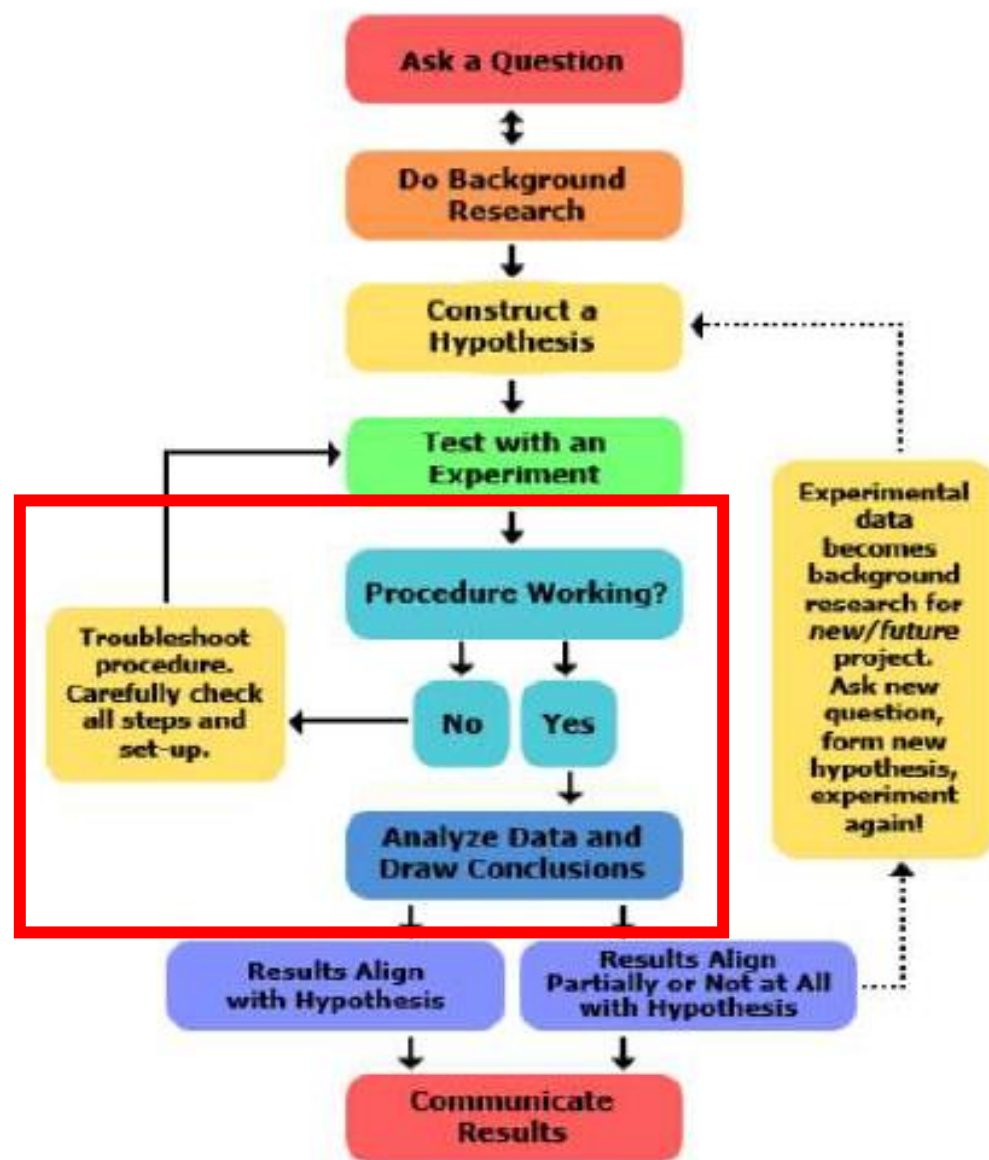 Ask a Question
Do Background
Research
Construct a
Hypothesis
Test with an
Experiment
Procedure Working?
Troubleshoot
procedure.
Carefully check
all steps and
set-up.
No
Yes
Analyze Data and
Draw Conclusions
Experimental
data
becomes
background
research for
new/future
project.
Ask new
question,
form new
hypothesis,
experiment
again!
Results Align
with Hypothesis
Results Align
Partially or Not at All
with Hypothesis
Communicate
Results